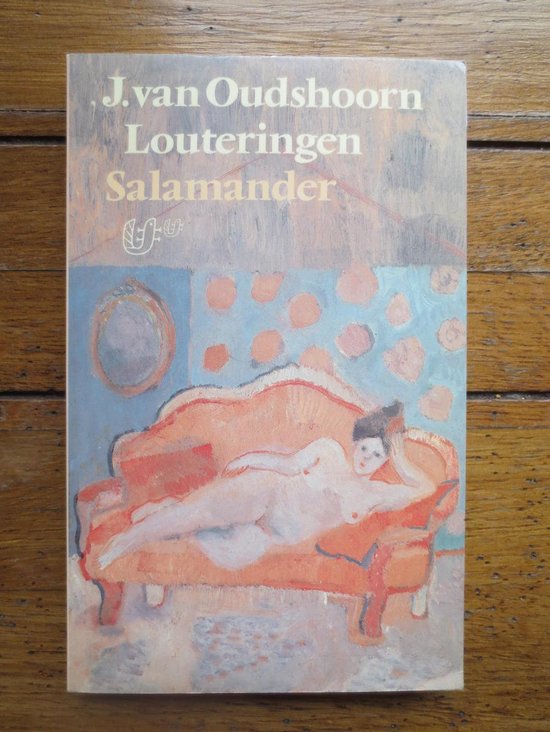 J. van Oudshoorn
Louteringen
Salamander